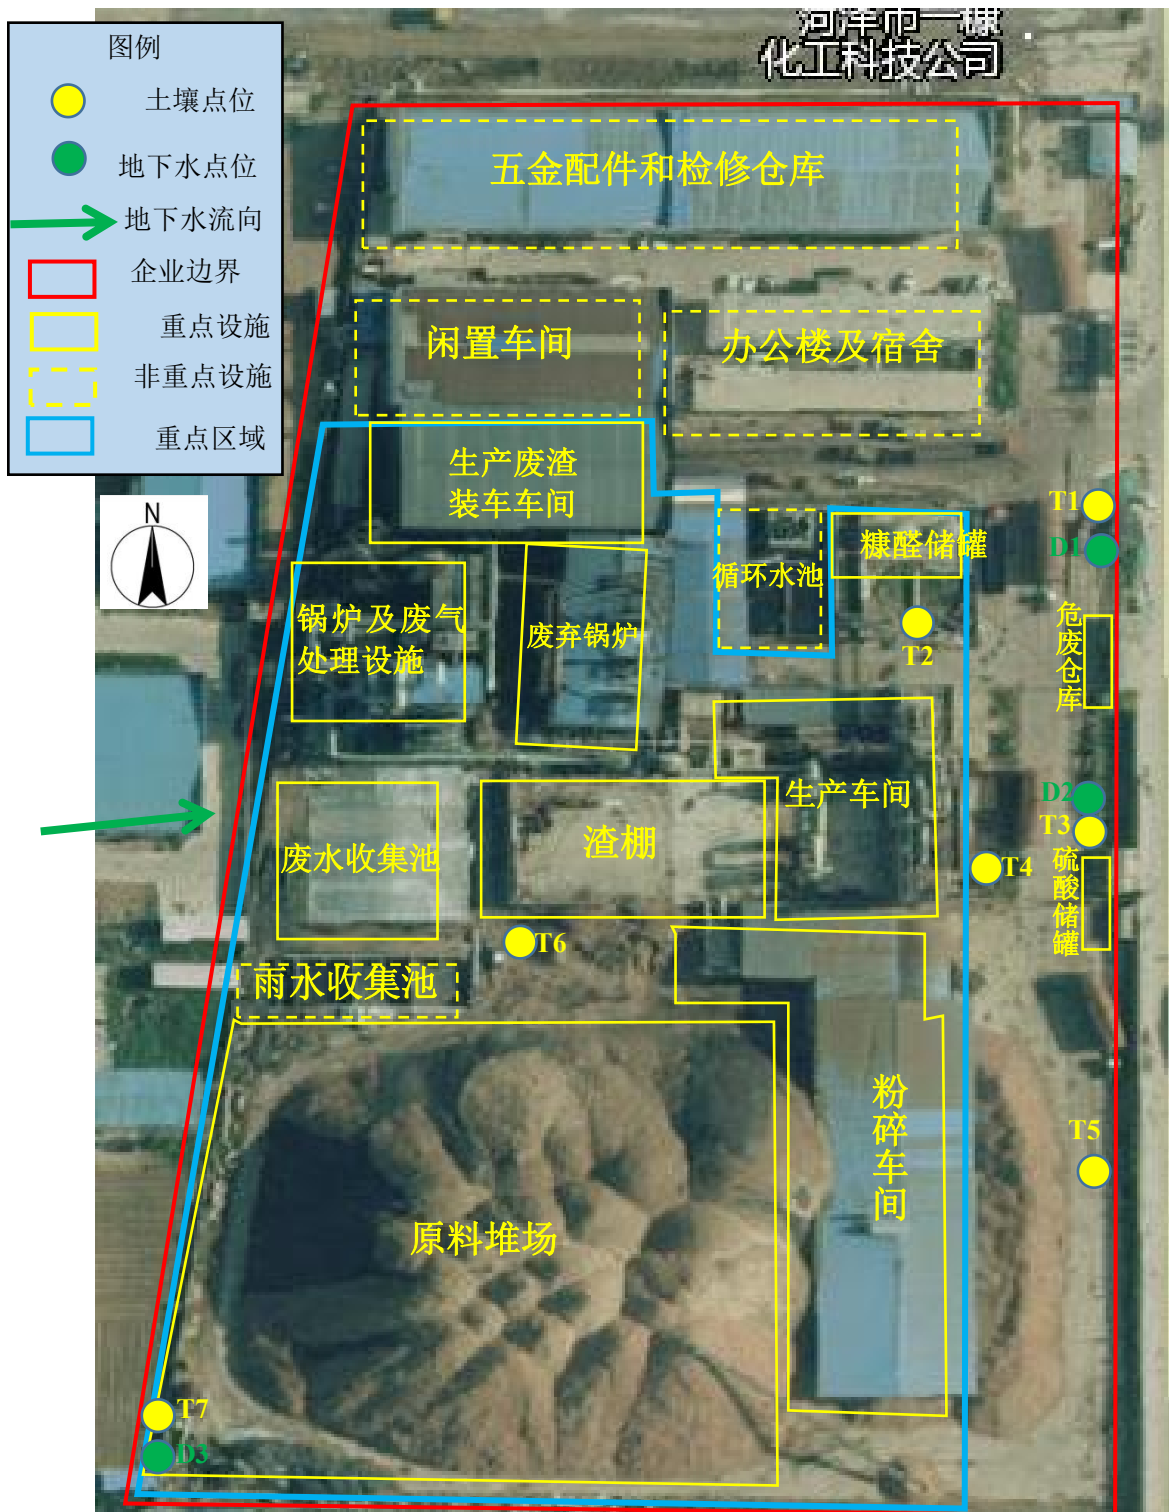 菏泽市一糠
化工科技公司
图例
土壤点位
地下水点位
地下水流向
企业边界
重点设施
非重点设施
重点区域
N
五金配件和检修仓库
闲置车间
办公楼及宿舍
生产废渣
装车车间
T1
D1
糠醛储罐
循环水池
锅炉及废气
处理设施
废弃锅炉
T2
危废仓库
D2
T3
生产车间
废水收集池
渣棚
T4
硫酸储罐
T6
雨水收集池
粉碎车间
T5
原料堆场
T7
D3